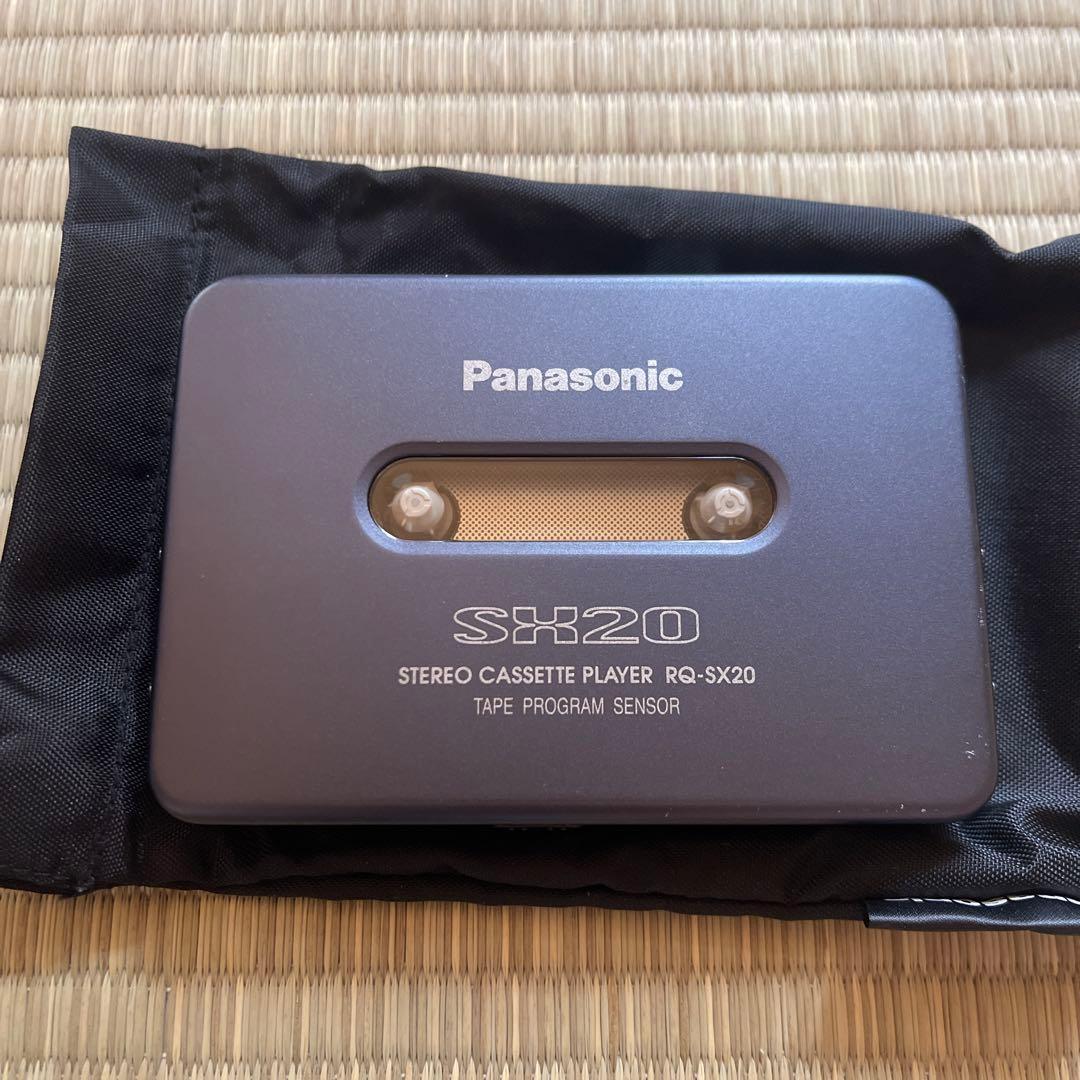 Panasonic
SX20
STEREO CASSETTE PLAYER RQ-SX20
TAPE PROGRAM SENSOR